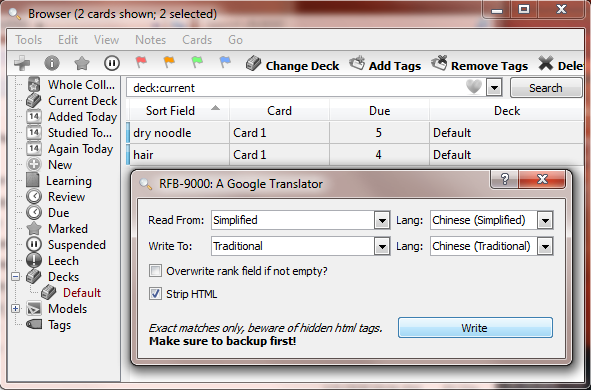 Browser (2 cards shown; 2 selected)
Tools Edit View Notes Cards Go
Change Deck Add Tags Remove Tags Dele
Whole Coll...
Current Deck
14 Added Today
14 Studied To...
14 Again Today
New
Learning
Review
Due
Marked
Suspended
Leech
Decks
Default
Models
Tags
deck:current Search
Sort Field Card Due Deck
dry noodle Card 1 5 Default
hair Card 1 4 Default
RFB-9000: A Google Translator ?
Read From: Simplified Lang: Chinese (Simplified)
Write To: Traditional Lang: Chinese (Traditional)
Overwrite rank field if not empty?
Strip HTML
Exact matches only, beware of hidden html tags.
Make sure to backup first!
Write